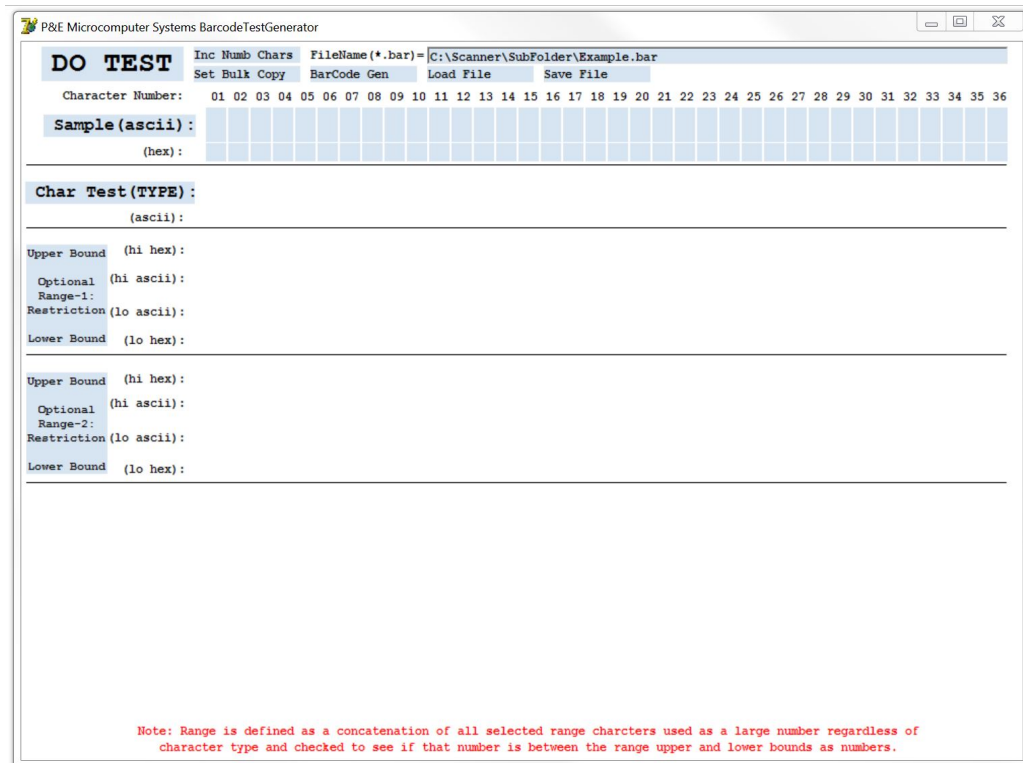 P&E Microcomputer Systems BarcodeTestGenerator
DO TEST
Inc Numb Chars FileName(*.bar)= C:\Scanner\SubFolder\Example.bar
Set Bulk Copy BarCode Gen Load File Save File
Character Number: 01 02 03 04 05 06 07 08 09 10 11 12 13 14 15 16 17 18 19 20 21 22 23 24 25 26 27 28 29 30 31 32 33 34 35 36
Sample(ascii):
(hex):
Char Test(TYPE):
(ascii):
Upper Bound (hi hex):
Optional (hi ascii):
Range-1:
Restriction (lo ascii):
Lower Bound (lo hex):
Upper Bound (hi hex):
Optional (hi ascii):
Range-2:
Restriction (lo ascii):
Lower Bound (lo hex):
Note: Range is defined as a concatenation of all selected range charcters used as a large number regardless of
character type and checked to see if that number is between the range upper and lower bounds as numbers.